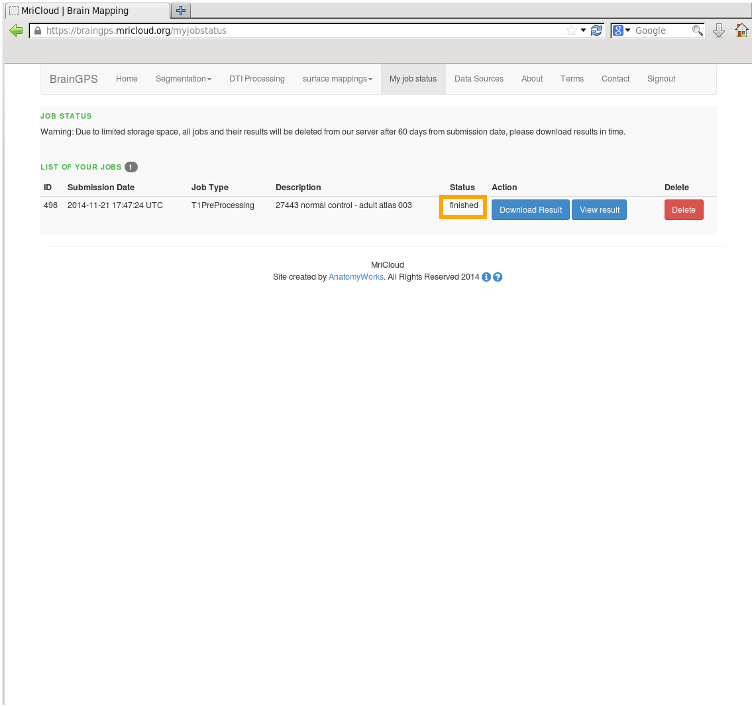 MriCloud | Brain Mapping
https://braingps.mricloud.org/myjobstatus
Google
BrainGPS Home Segmentation DTI Processing surface mappings My job status Data Sources About Terms Contact Signout
JOB STATUS
Warning: Due to limited storage space, all jobs and their results will be deleted from our server after 60 days from submission date, please download results in time.
LIST OF YOUR JOBS 1
ID Submission Date Job Type Description Status Action Delete
498 2014-11-21 17:47:24 UTC T1PreProcessing 27443 normal control - adult atlas 003 finished Download Result View result Delete
MriCloud
Site created by AnatomyWorks. All Rights Reserved 2014